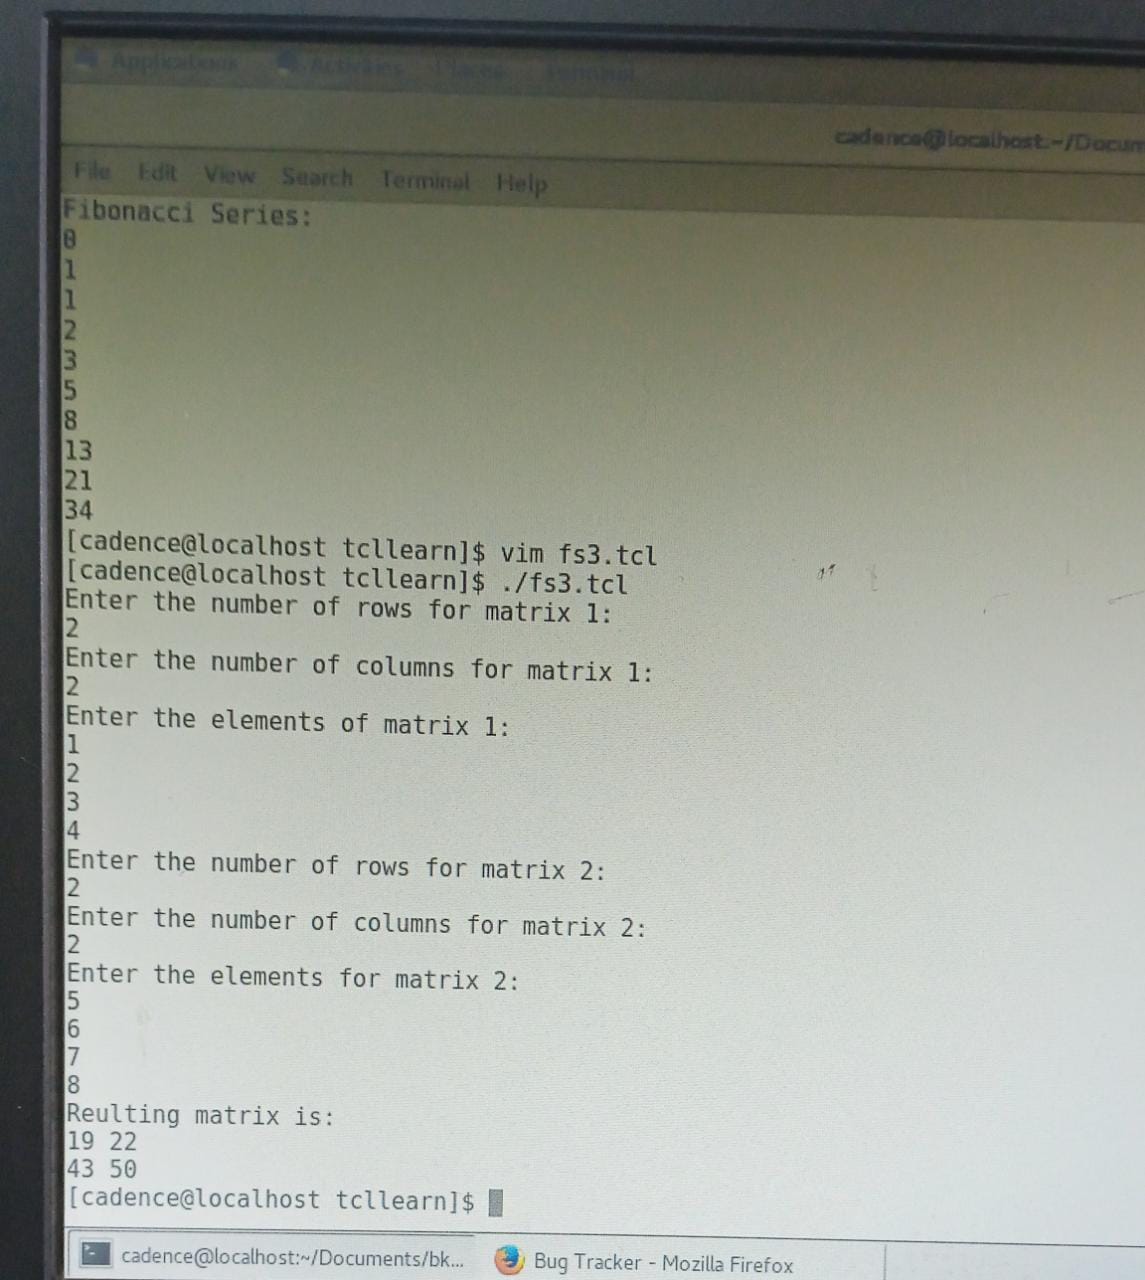 Applications Activities Places Terminal
cadence@localhost:~/Docum
File Edit View Search Terminal Help
Fibonacci Series:
0
1
1
2
3
5
8
13
21
34
[cadence@localhost tcllearn]$ vim fs3.tcl
[cadence@localhost tcllearn]$ ./fs3.tcl
Enter the number of rows for matrix 1:
2
Enter the number of columns for matrix 1:
2
Enter the elements of matrix 1:
1
2
3
4
Enter the number of rows for matrix 2:
2
Enter the number of columns for matrix 2:
2
Enter the elements for matrix 2:
5
6
7
8
Reulting matrix is:
19 22
43 50
[cadence@localhost tcllearn]$
cadence@localhost:~/Documents/bk... Bug Tracker - Mozilla Firefox